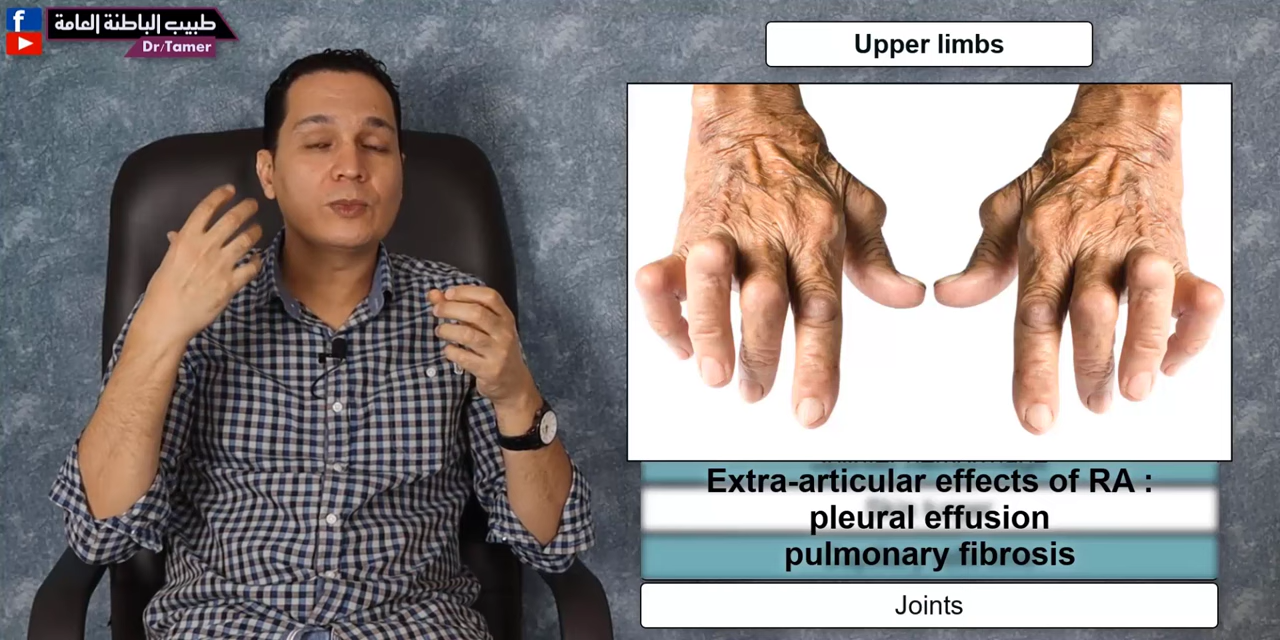 f
طبيب الباطنة العامة
Dr/Tamer
Upper limbs
Extra-articular effects of RA :
pleural effusion
pulmonary fibrosis
Joints